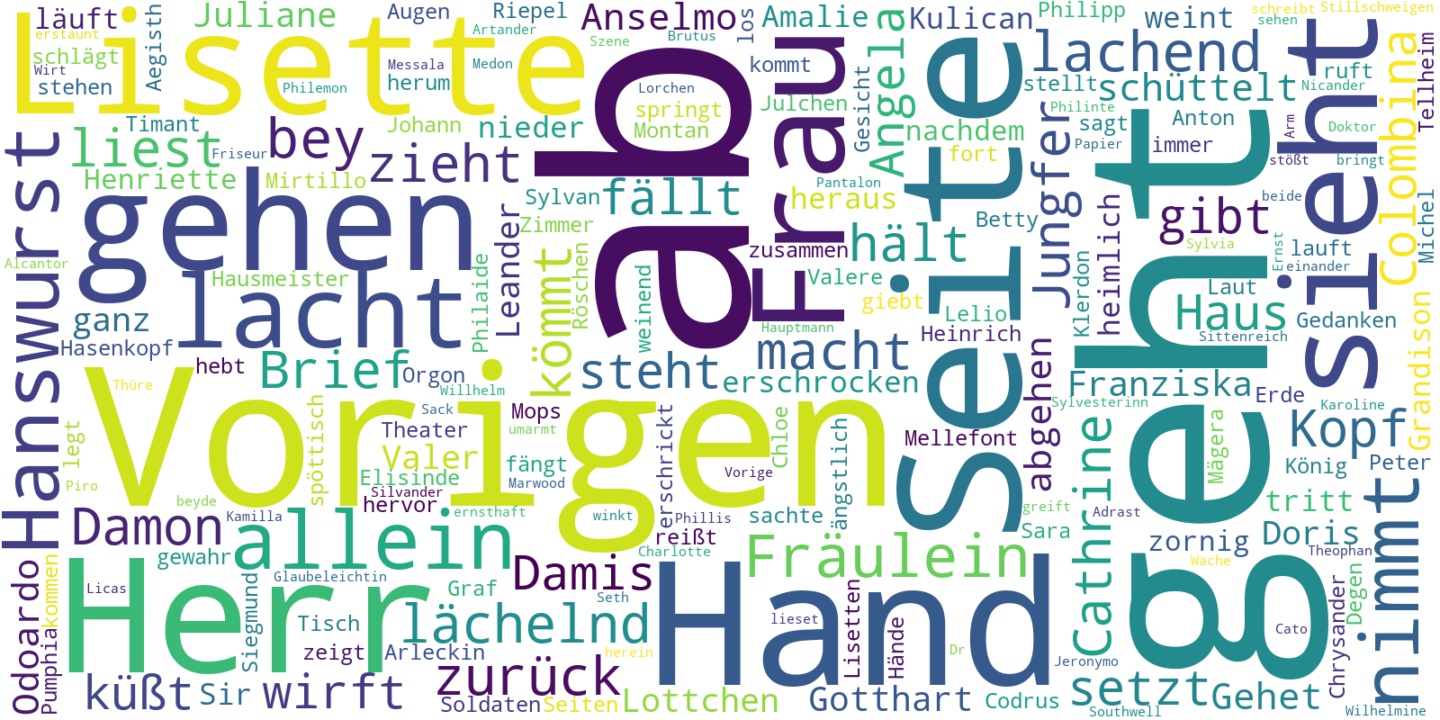 Lisette
Vorigen
ab
geht
Seite
Herr
Hand
gehen
lacht
Frau
sieht
nimmt
Hanswurst
allein
Fräulein
lächelnd
lachend
schüttelt
Colombina
Jungfer
Angela
Anselmo
Amalie
Kulican
Philipp
weint
schreibt
Stillschweigen
sehen
läuft
Juliane
Augen
Riepel
Artander
Szene
Brutus
los
erstaunt
schlägt
Wirt
stehen
Aegisth
Philemon
Messala
herum
Medon
Lorchen
springt
Montan
kommt
Julchen
Gesicht
stellt
Philinte
sagt
Papier
Anton
immer
Arm
stößt
ruft
Nicander
Doktor
bringt
Tellheim
Timant
liest
Friseur
bey
Johann
nieder
zieht
Henriette
Mirtillo
Sylvan
fällt
Zimmer
Pantalon
heraus
nachdem
fort
Betty
zusammen
hält
Valere
giebt
Lelio
Heinrich
Hauptmann
heimlich
Klerdon
gibt
Sylvia
beide
Ernst
lauft
einander
Michel
Laut
Haus
Gedanken
Sittenreich
Grandison
Alcantor
Hausmeister
ganz
Hasenkopf
Leander
Philaide
kömmt
Röschen
weinend
hebt
Brief
Orgon
Willhelm
steht
macht
erschrocken
abgehen
Franziska
Erde
Sylvesterinn
Karoline
Kopf
Thüre
Sack
Mops
Theater
umarmt
Valer
spöttisch
legt
Piro
beyde
Elisinde
Silvander
hervor
fängt
Marwood
ernsthaft
erschrickt
Vorige
Chloe
ängstlich
Mellefont
Mägera
König
Peter
Cathrine
tritt
Damon
Kamilla
winkt
Phillis
reißt
sachte
Charlotte
greift
Sara
Adrast
zornig
Doris
Theophan
Wache
gewahr
Odoardo
Pumphia
kommen
Licas
Siegmund
Glaubeleichtin
Graf
Damis
Seth
Tisch
zeigt
Arleckin
herein
lieset
Lisetten
Hände
Dr
Jeronymo
Cato
Chrysander
Degen
küßt
Sir
wirft
zurück
Soldaten
Seiten
Lottchen
Gotthart
Codrus
setzt
Gehet
Southwell
Wilhelmine